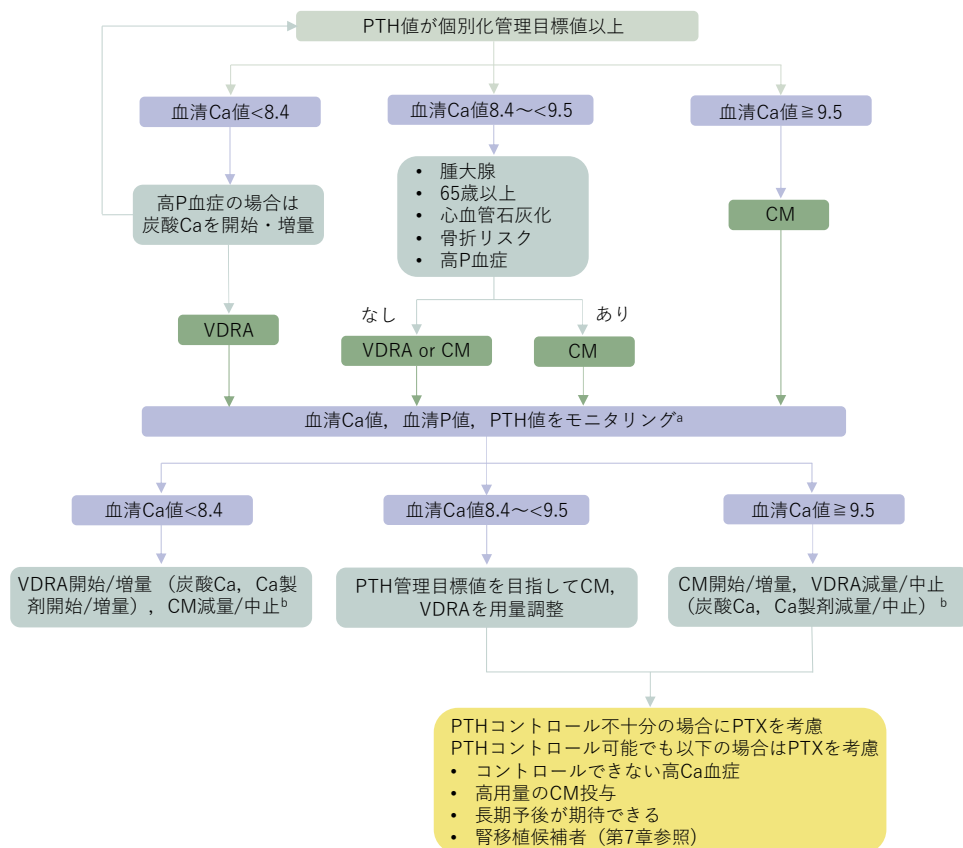 PTH値が個別化管理目標値以上
血清Ca値<8.4
血清Ca値8.4～<9.5
血清Ca値≧9.5
高P血症の場合は
炭酸Caを開始・増量
• 腫大腺
• 65歳以上
• 心血管石灰化
• 骨折リスク
• 高P血症
CM
なし
あり
VDRA
VDRA or CM
CM
血清Ca値，血清P値，PTH値をモニタリングᵃ
血清Ca値<8.4
血清Ca値8.4～<9.5
血清Ca値≧9.5
VDRA開始/増量 （炭酸Ca，Ca製
剤開始/増量），CM減量/中止ᵇ
PTH管理目標値を目指してCM，
VDRAを用量調整
CM開始/増量，VDRA減量/中止
（炭酸Ca，Ca製剤減量/中止）ᵇ
PTHコントロール不十分の場合にPTXを考慮
PTHコントロール可能でも以下の場合はPTXを考慮
• コントロールできない高Ca血症
• 高用量のCM投与
• 長期予後が期待できる
• 腎移植候補者（第7章参照）